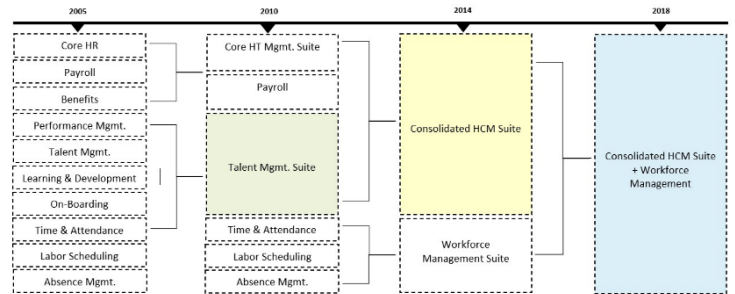 2005
2010
2014
2018
Core HR
Payroll
Benefits
Performance Mgmt.
Talent Mgmt.
Learning & Development
On-Boarding
Time & Attendance
Labor Scheduling
Absence Mgmt.
Core HT Mgmt. Suite
Payroll
Talent Mgmt. Suite
Time & Attendance
Labor Scheduling
Absence Mgmt.
Consolidated HCM Suite
Workforce
Management Suite
Consolidated HCM Suite
+ Workforce
Management